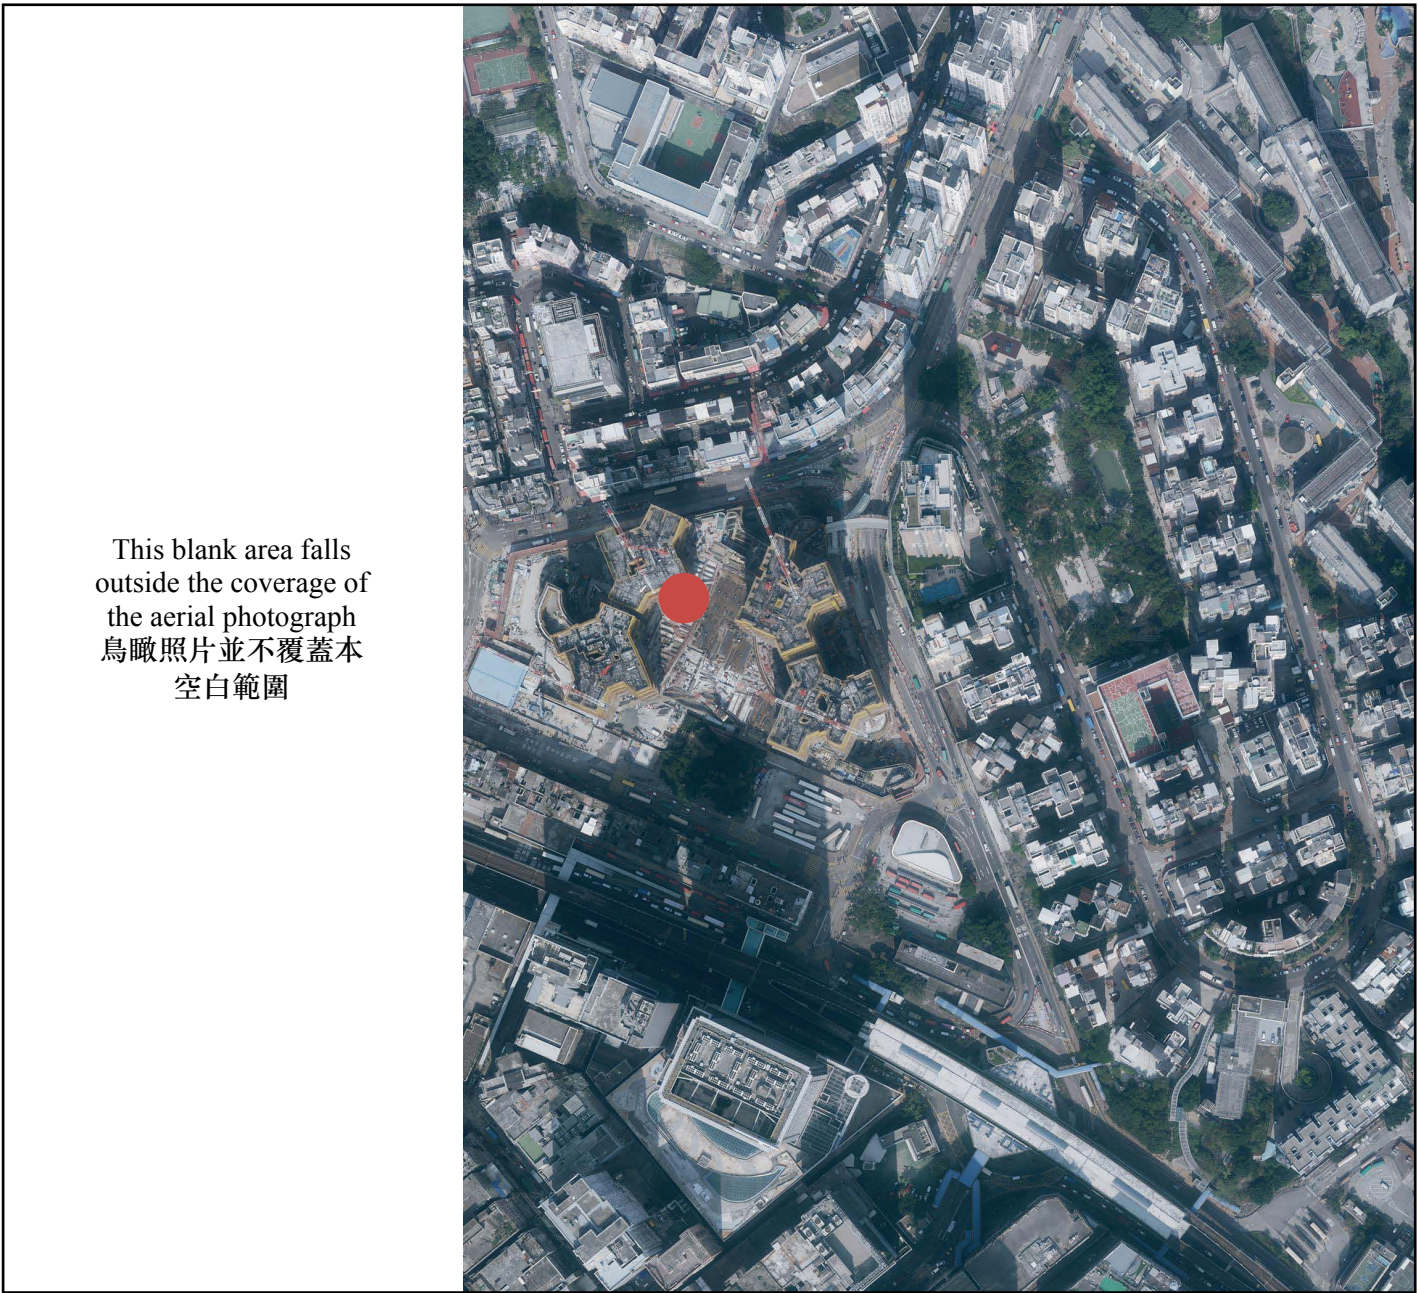 This blank area falls
outside the coverage of
the aerial photograph
鳥瞰照片並不覆蓋本
空白範圍